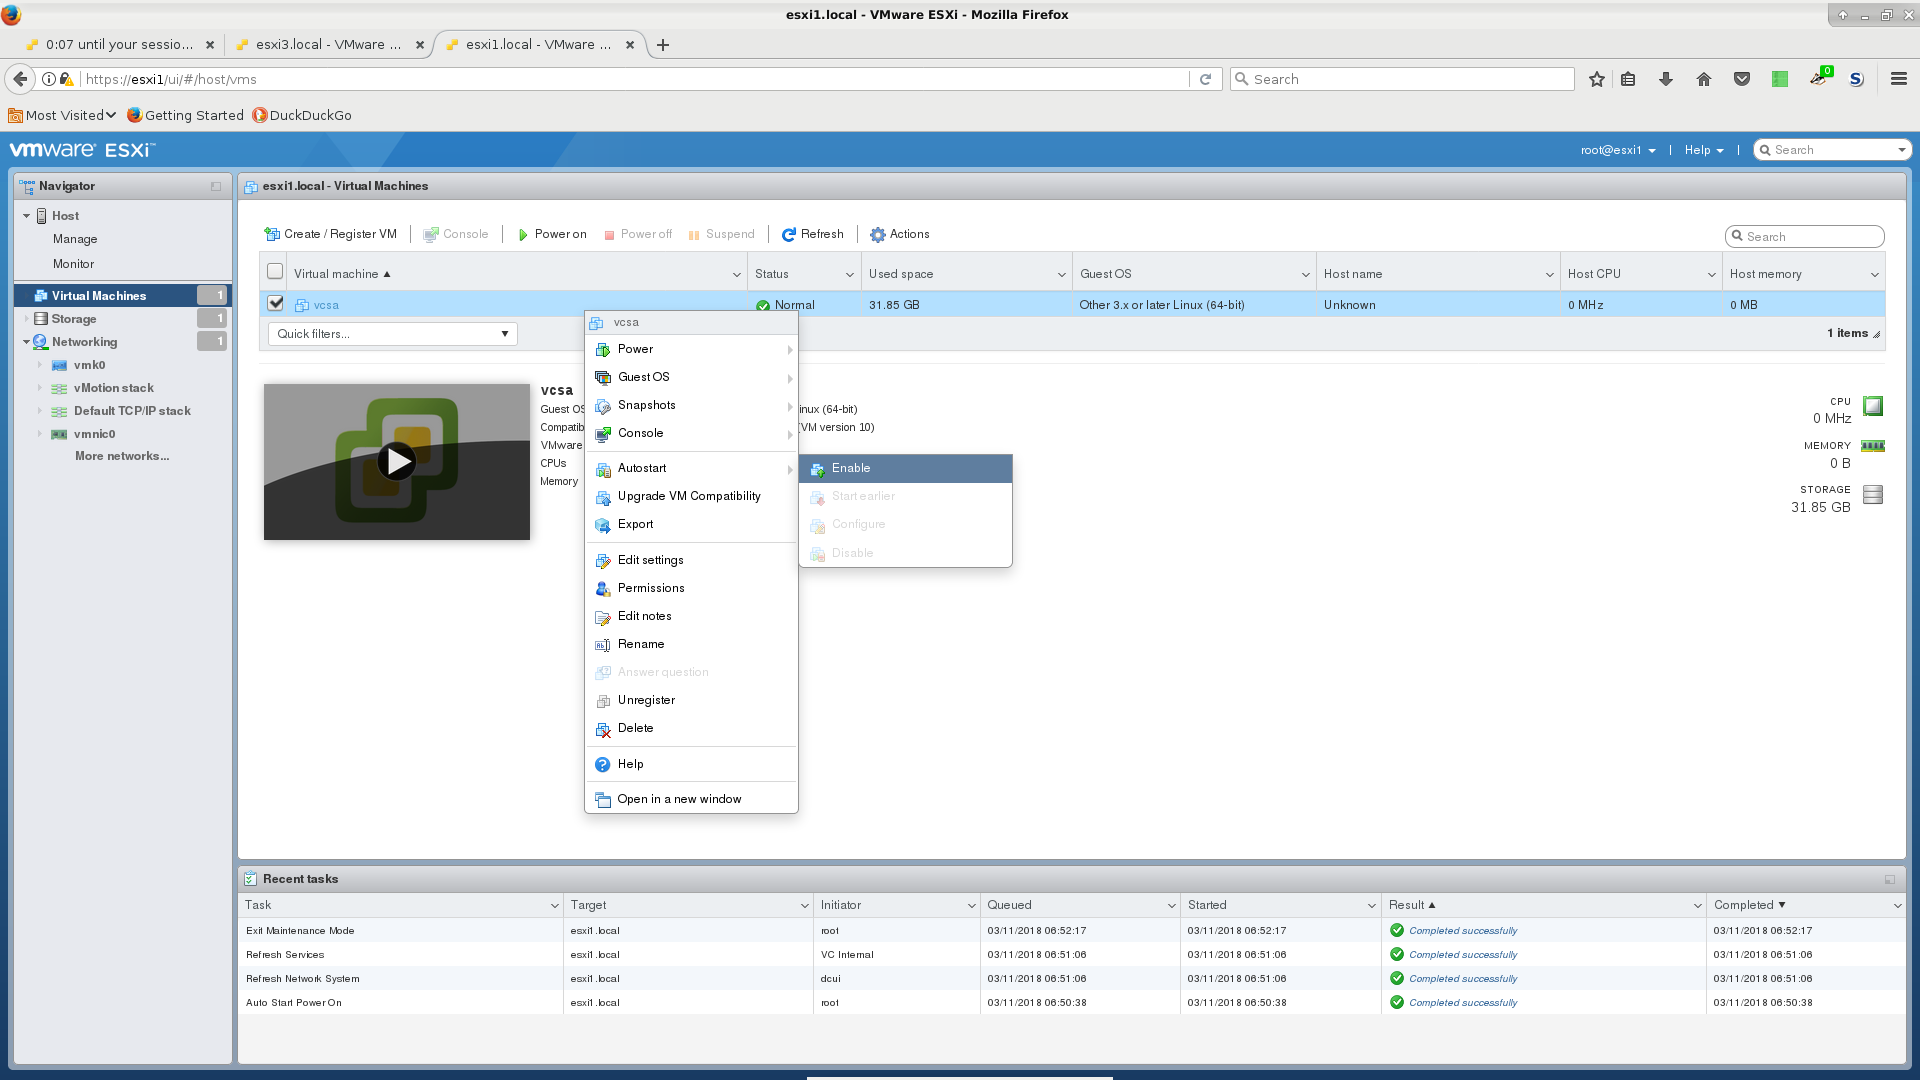 esxi1.local - VMware ESXi - Mozilla Firefox
0:07 until your sessio...
esxi3.local - VMware ...
esxi1.local - VMware ...
https://esxi1/ui/#/host/vms
Search
0
S
Most Visited
Getting Started
DuckDuckGo
vmware ESXi™
root@esxi1
Help
Search
Navigator
Host
Manage
Monitor
Virtual Machines 1
Storage 1
Networking 1
vmk0
vMotion stack
Default TCP/IP stack
vmnic0
More networks...
esxi1.local - Virtual Machines
Create / Register VM
Console
Power on
Power off
Suspend
Refresh
Actions
Search
Virtual machine
Status
Used space
Guest OS
Host name
Host CPU
Host memory
vcsa
Normal
31.85 GB
Other 3.x or later Linux (64-bit)
Unknown
0 MHz
0 MB
Quick filters...
1 items
vcsa
Guest OS
inux (64-bit)
Compatib
(VM version 10)
VMware
CPUs
Memory
CPU
0 MHz
MEMORY
0 B
STORAGE
31.85 GB
vcsa
Power
Guest OS
Snapshots
Console
Autostart
Upgrade VM Compatibility
Export
Edit settings
Permissions
Edit notes
Rename
Answer question
Unregister
Delete
Help
Open in a new window
Enable
Start earlier
Configure
Disable
Recent tasks
Task Target Initiator Queued Started Result Completed
Exit Maintenance Mode esxi1.local root 03/11/2018 06:52:17 03/11/2018 06:52:17 Completed successfully 03/11/2018 06:52:17
Refresh Services esxi1.local VC Internal 03/11/2018 06:51:06 03/11/2018 06:51:06 Completed successfully 03/11/2018 06:51:06
Refresh Network System esxi1.local dcui 03/11/2018 06:51:06 03/11/2018 06:51:06 Completed successfully 03/11/2018 06:51:06
Auto Start Power On esxi1.local root 03/11/2018 06:50:38 03/11/2018 06:50:38 Completed successfully 03/11/2018 06:50:38